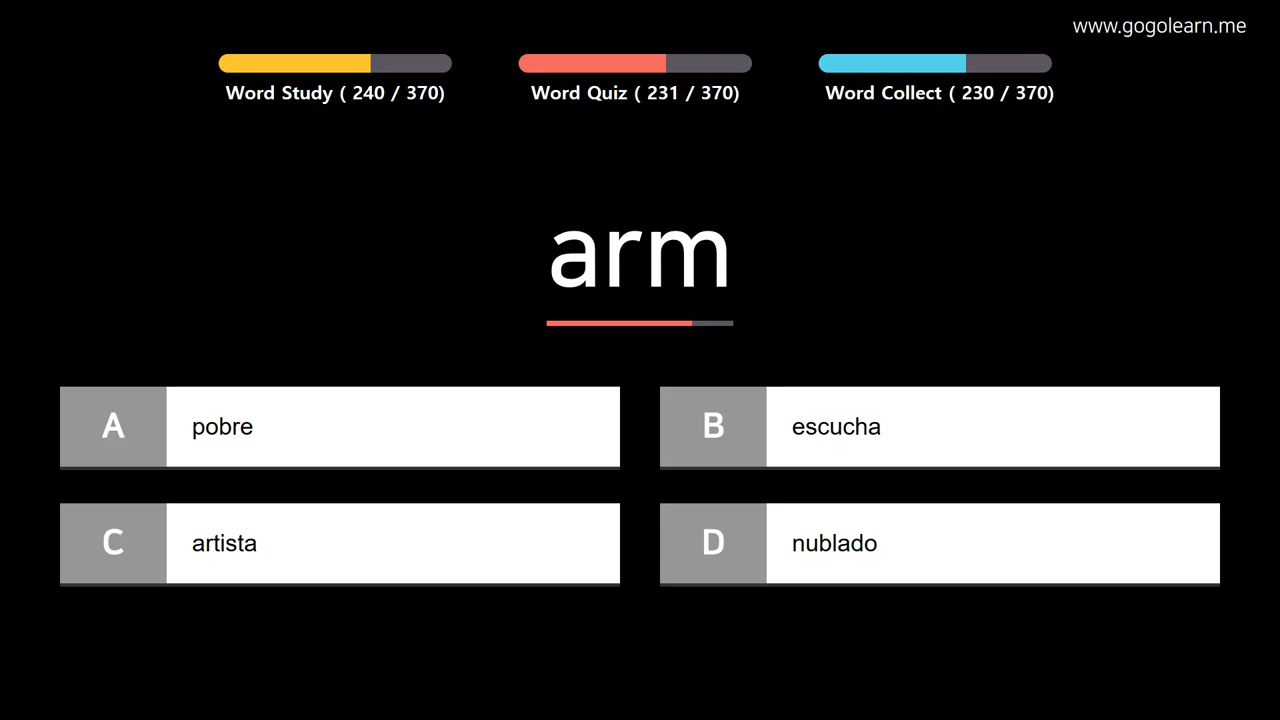 www.gogolearn.me
Word Study ( 240 / 370)
Word Quiz ( 231 / 370)
Word Collect ( 230 / 370)
arm
A pobre
B escucha
C artista
D nublado